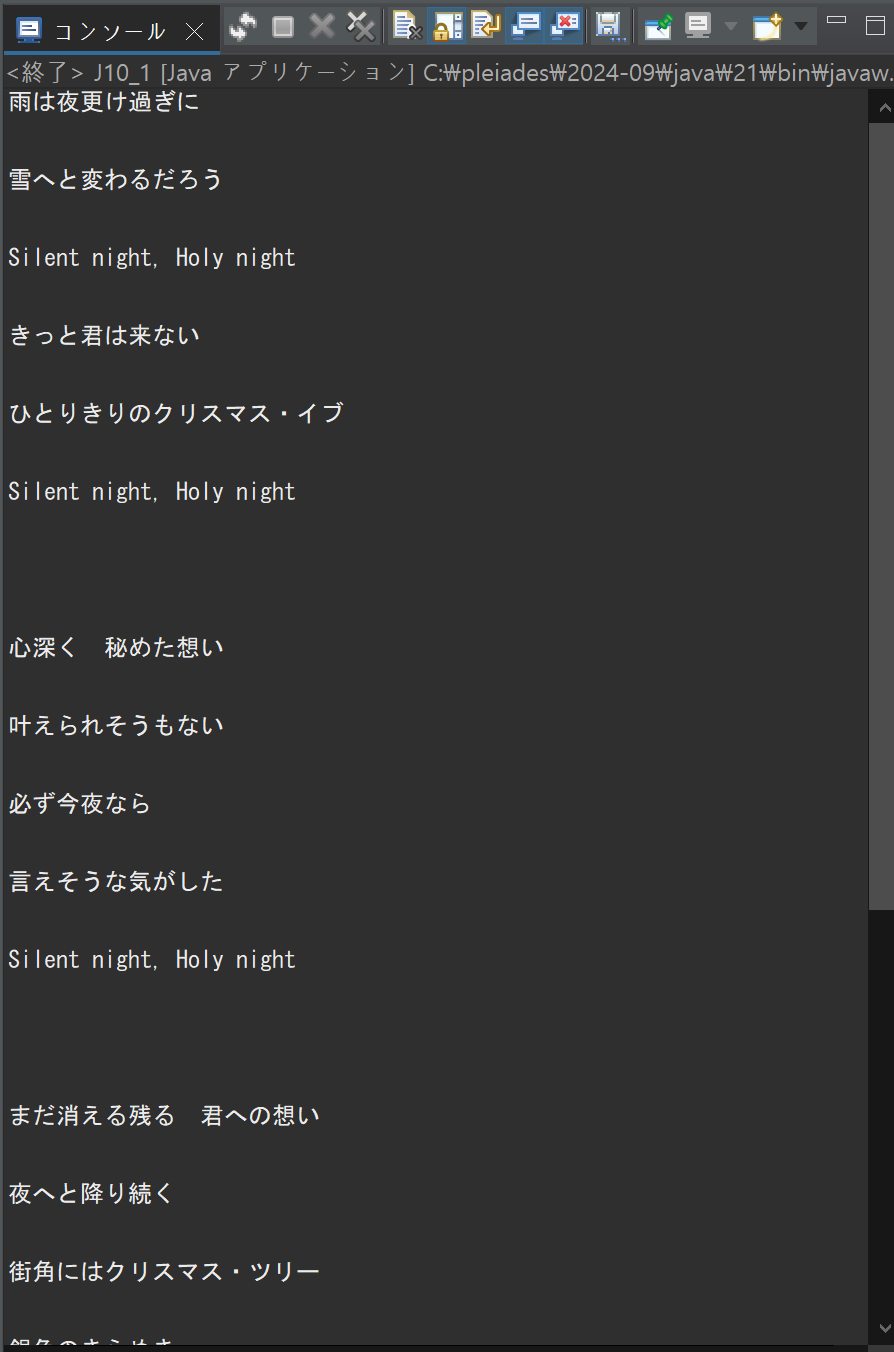 コンソール
<終了> J10_1 [Java アプリケーション] C:₩pleiades₩2024-09₩java₩21₩bin₩javaw.
雨は夜更け過ぎに
雪へと変わるだろう
Silent night, Holy night
きっと君は来ない
ひとりきりのクリスマス・イブ
Silent night, Holy night
心深く　秘めた想い
叶えられそうもない
必ず今夜なら
言えそうな気がした
Silent night, Holy night
まだ消える残る　君への想い
夜へと降り続く
街角にはクリスマス・ツリー